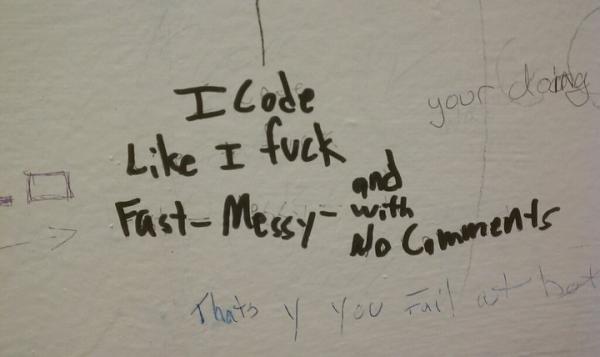 I Code
Like I fuck
Fast- Messy- and with No Comments
your doing
Thats y you Fail at bot